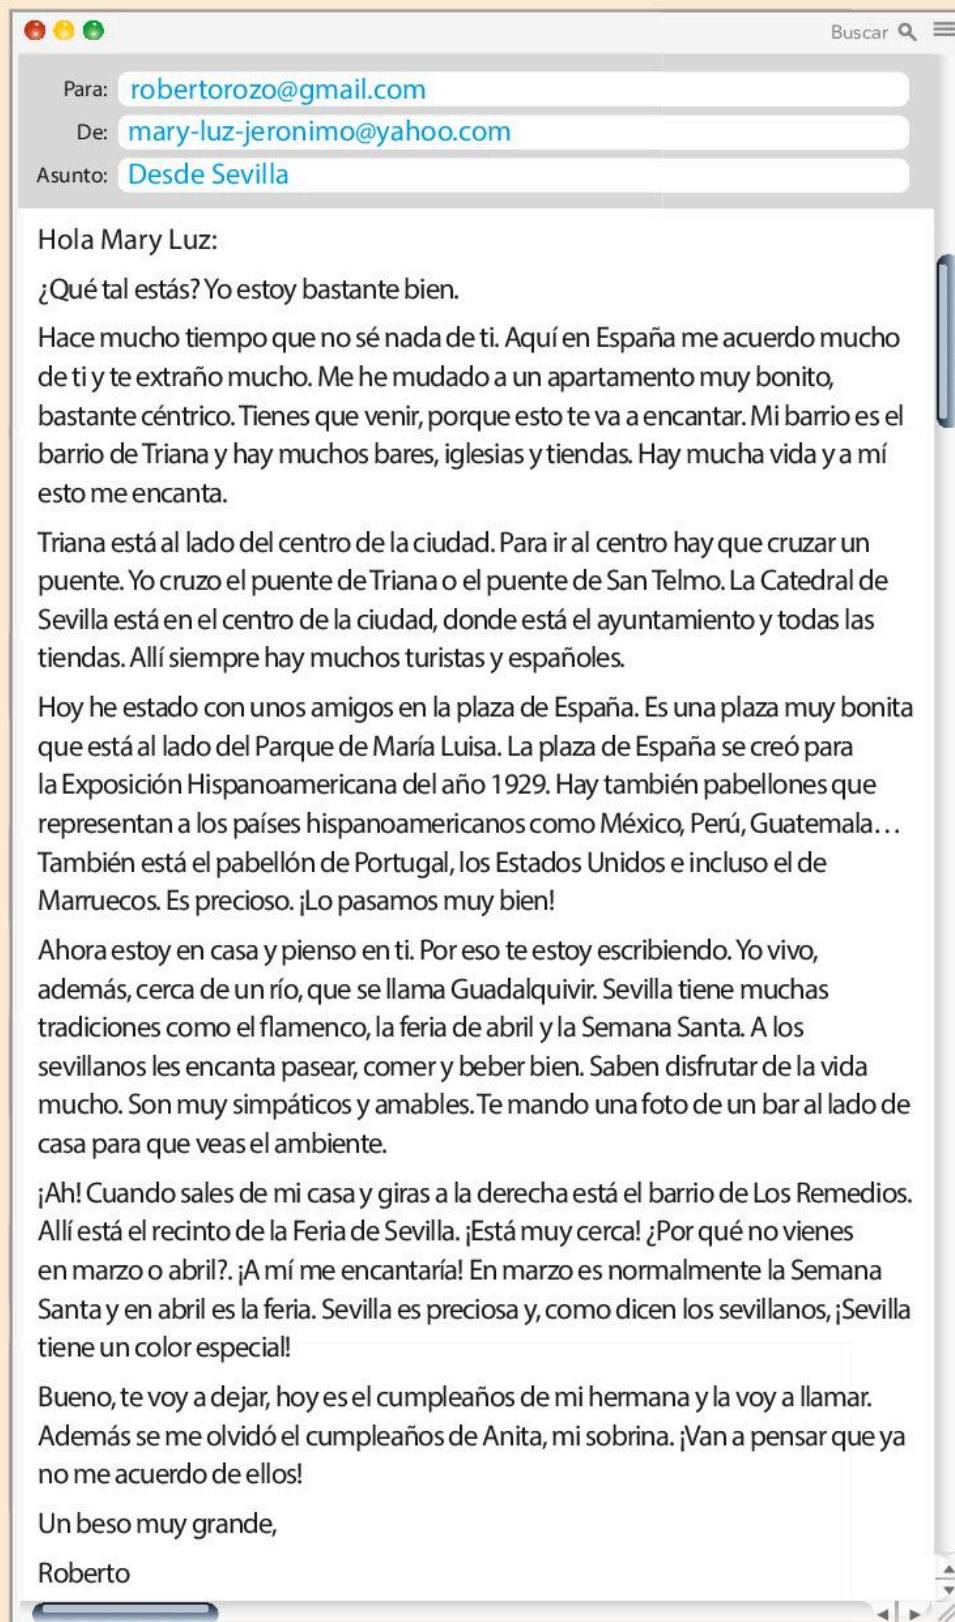 Buscar
Para: robertorozo@gmail.com
De: mary-luz-jeronimo@yahoo.com
Asunto: Desde Sevilla
Hola Mary Luz:
¿Qué tal estás? Yo estoy bastante bien.
Hace mucho tiempo que no sé nada de ti. Aquí en España me acuerdo mucho
de ti y te extraño mucho. Me he mudado a un apartamento muy bonito,
bastante céntrico. Tienes que venir, porque esto te va a encantar. Mi barrio es el
barrio de Triana y hay muchos bares, iglesias y tiendas. Hay mucha vida y a mí
esto me encanta.
Triana está al lado del centro de la ciudad. Para ir al centro hay que cruzar un
puente. Yo cruzo el puente de Triana o el puente de San Telmo. La Catedral de
Sevilla está en el centro de la ciudad, donde está el ayuntamiento y todas las
tiendas. Allí siempre hay muchos turistas y españoles.
Hoy he estado con unos amigos en la plaza de España. Es una plaza muy bonita
que está al lado del Parque de María Luisa. La plaza de España se creó para
la Exposición Hispanoamericana del año 1929. Hay también pabellones que
representan a los países hispanoamericanos como México, Perú, Guatemala…
También está el pabellón de Portugal, los Estados Unidos e incluso el de
Marruecos. Es precioso. ¡Lo pasamos muy bien!
Ahora estoy en casa y pienso en ti. Por eso te estoy escribiendo. Yo vivo,
además, cerca de un río, que se llama Guadalquivir. Sevilla tiene muchas
tradiciones como el flamenco, la feria de abril y la Semana Santa. A los
sevillanos les encanta pasear, comer y beber bien. Saben disfrutar de la vida
mucho. Son muy simpáticos y amables. Te mando una foto de un bar al lado de
casa para que veas el ambiente.
¡Ah! Cuando sales de mi casa y giras a la derecha está el barrio de Los Remedios.
Allí está el recinto de la Feria de Sevilla. ¡Está muy cerca! ¿Por qué no vienes
en marzo o abril?. ¡A mí me encantaría! En marzo es normalmente la Semana
Santa y en abril es la feria. Sevilla es preciosa y, como dicen los sevillanos, ¡Sevilla
tiene un color especial!
Bueno, te voy a dejar, hoy es el cumpleaños de mi hermana y la voy a llamar.
Además se me olvidó el cumpleaños de Anita, mi sobrina. ¡Van a pensar que ya
no me acuerdo de ellos!
Un beso muy grande,
Roberto